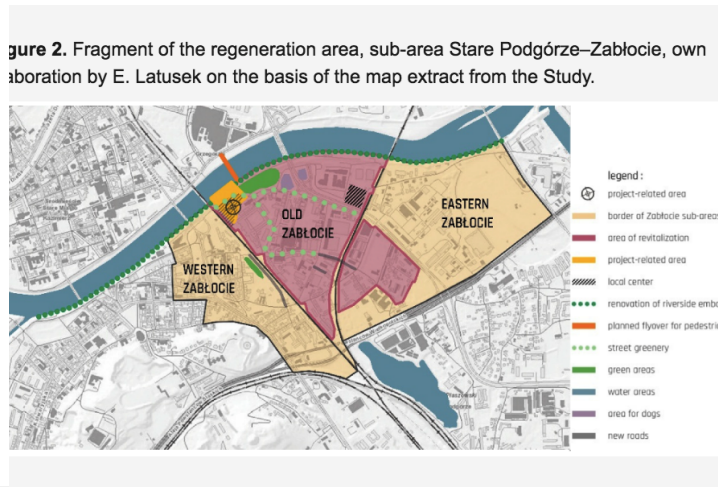 gure 2. Fragment of the regeneration area, sub-area Stare Podgórze–Zabłocie, own
aboration by E. Latusek on the basis of the map extract from the Study.
OLD
ZABŁOCIE
EASTERN
ZABŁOCIE
WESTERN
ZABŁOCIE
legend :
project-related area
border of Zabłocie sub-areas
area of revitalization
project-related area
local center
renovation of riverside emba
planned flyover for pedestri
street greenery
green areas
water areas
area for dogs
new roads